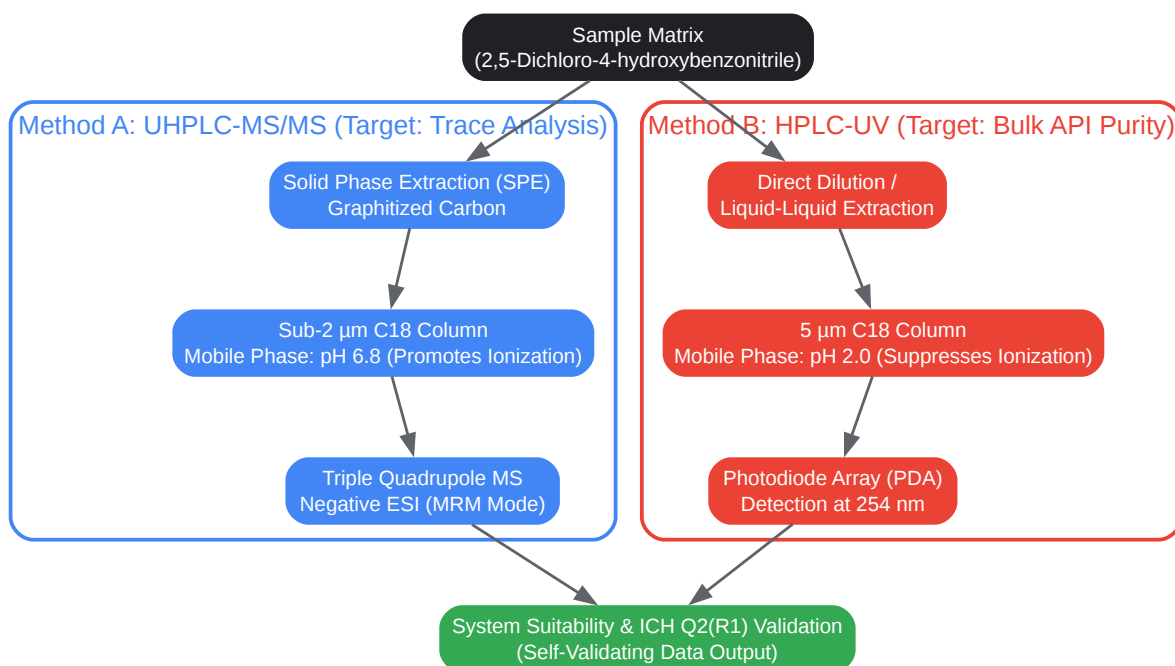 Sample Matrix
(2,5-Dichloro-4-hydroxybenzonitrile)
Method A: UHPLC-MS/MS (Target: Trace Analysis)
Solid Phase Extraction (SPE)
Graphitized Carbon
Sub-2 µm C18 Column
Mobile Phase: pH 6.8 (Promotes Ionization)
Triple Quadrupole MS
Negative ESI (MRM Mode)
Method B: HPLC-UV (Target: Bulk API Purity)
Direct Dilution /
Liquid-Liquid Extraction
5 µm C18 Column
Mobile Phase: pH 2.0 (Suppresses Ionization)
Photodiode Array (PDA)
Detection at 254 nm
System Suitability & ICH Q2(R1) Validation
(Self-Validating Data Output)